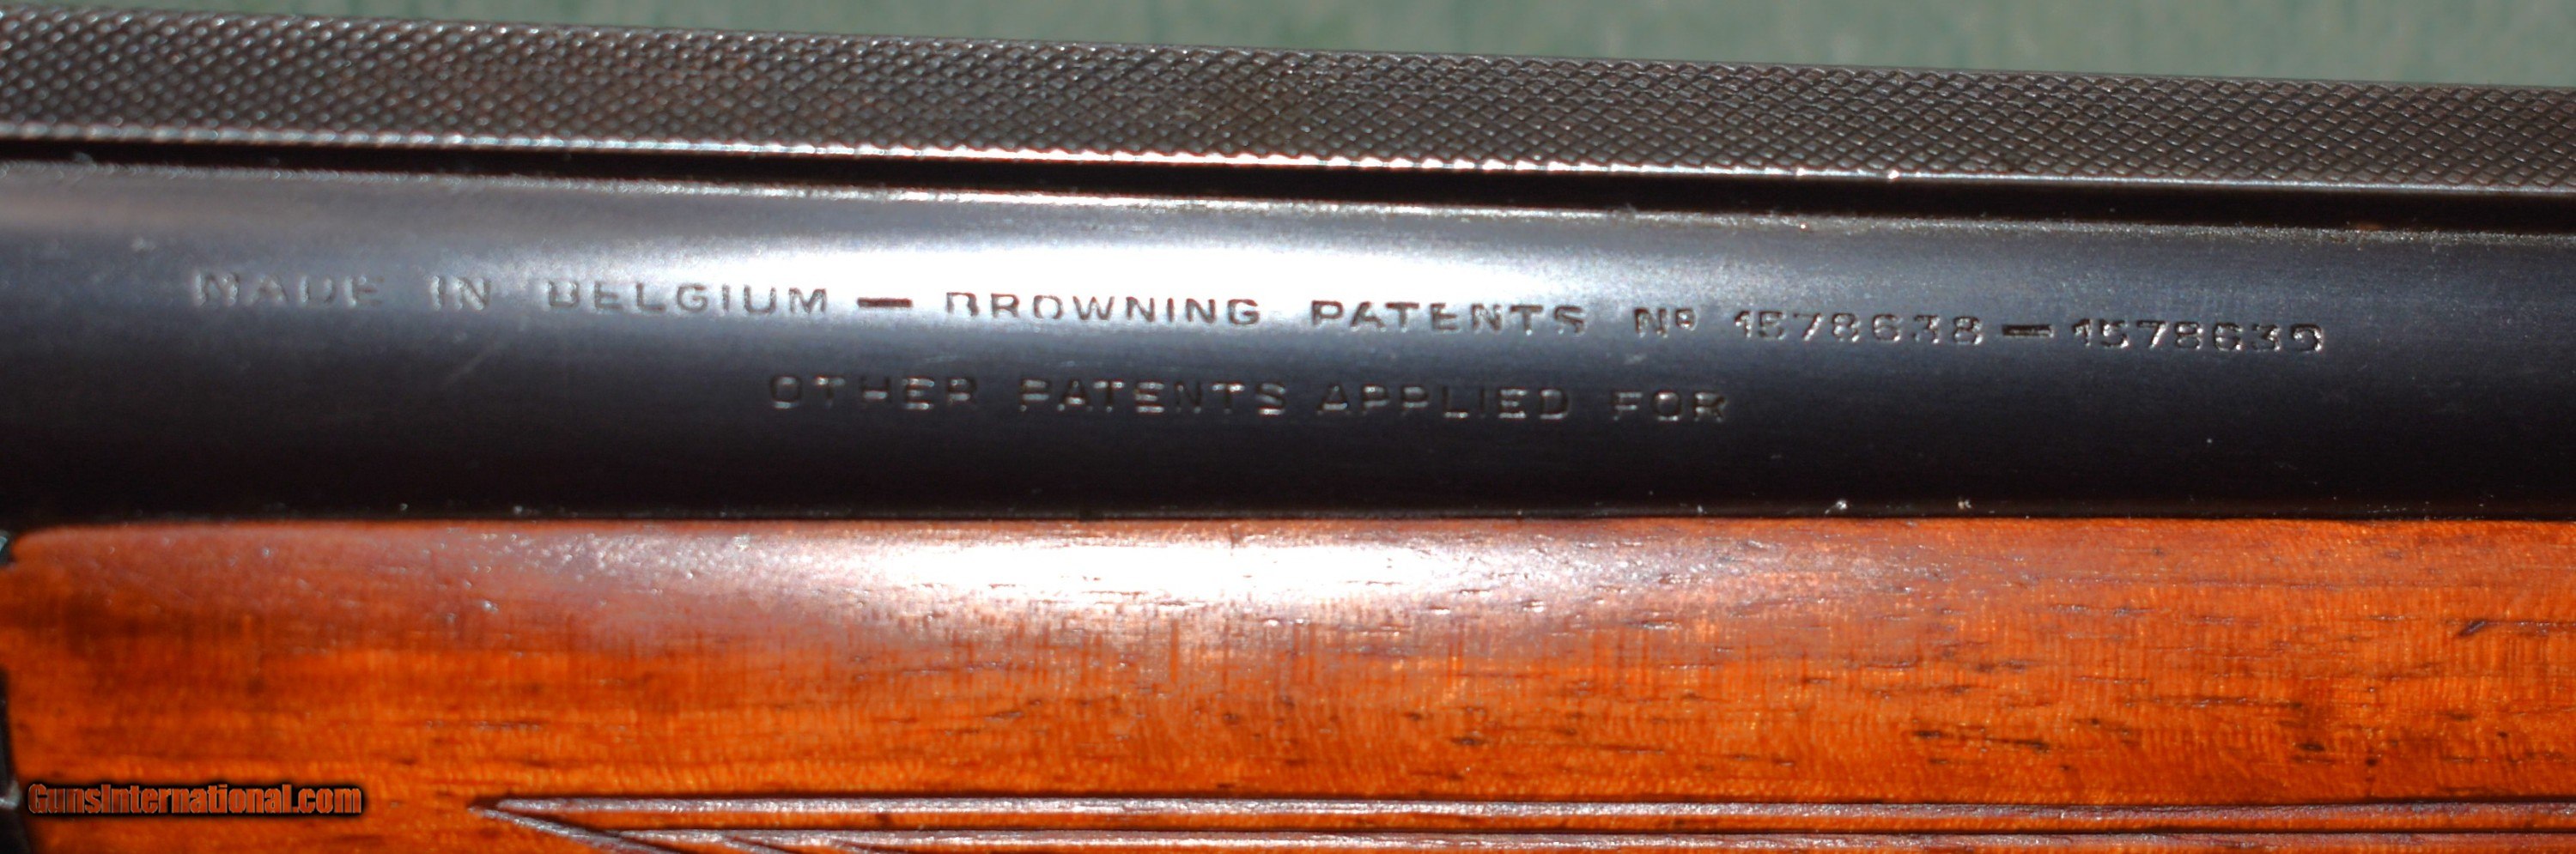 MADE IN BELGIUM — BROWNING PATENTS Nº 1578638 — 1578639
OTHER PATENTS APPLIED FOR
GunsInternational.com